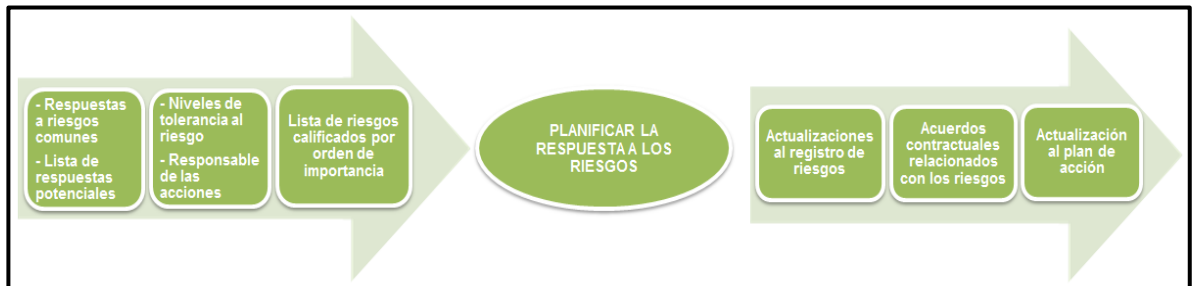 - Respuestas
a riesgos
comunes
- Lista de
respuestas
potenciales
- Niveles de
tolerancia al
riesgo
- Responsable
de las
acciones
Lista de riesgos
calificados por
orden de
importancia
PLANIFICAR LA
RESPUESTA A LOS
RIESGOS
Actualizaciones
al registro de
riesgos
Acuerdos
contractuales
relacionados
con los riesgos
Actualización
al plan de
acción